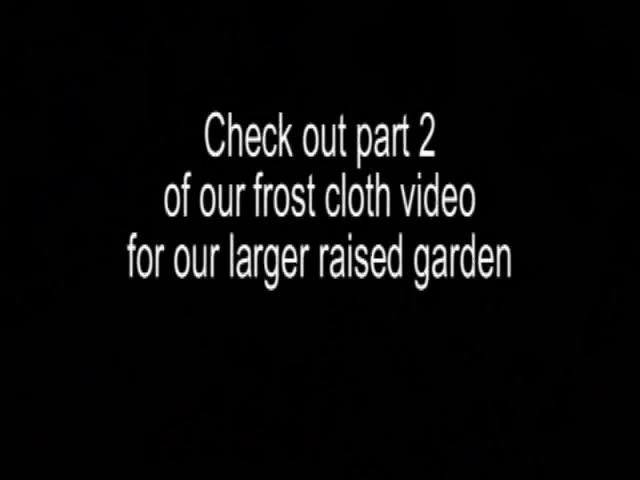 Check out part 2
of our frost cloth video
for our larger raised garden